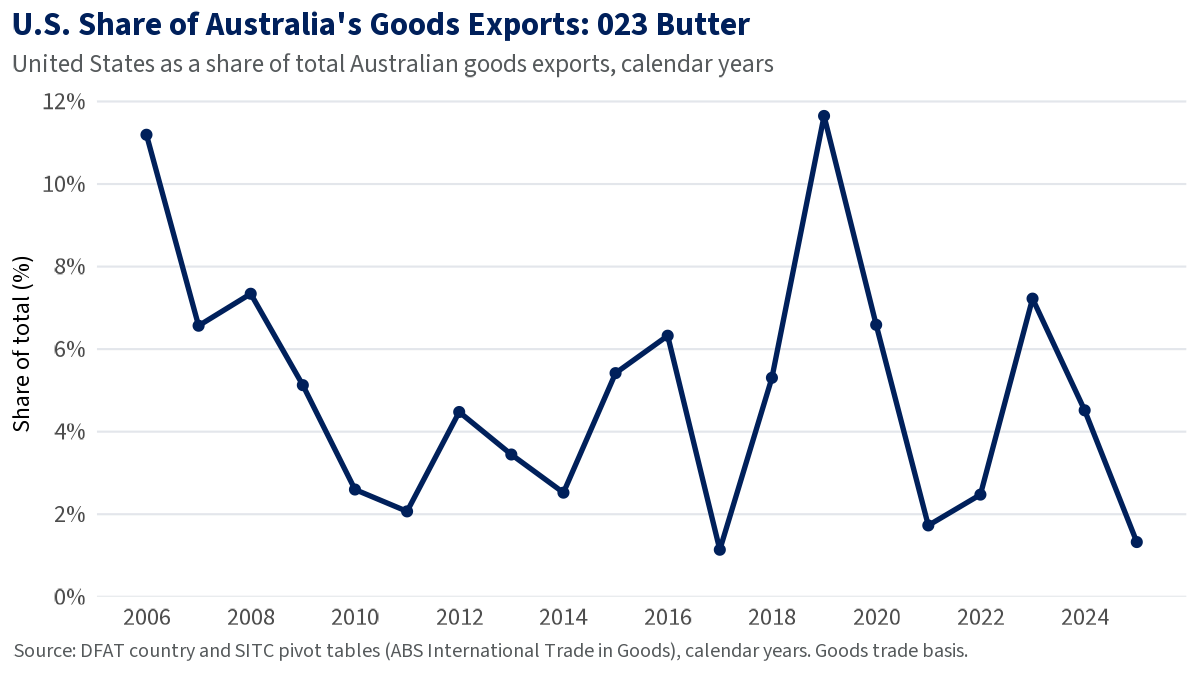 U.S. Share of Australia's Goods Exports: 023 Butter
United States as a share of total Australian goods exports, calendar years
Share of total (%)
12%
10%
8%
6%
4%
2%
0%
2006 2008 2010 2012 2014 2016 2018 2020 2022 2024
Source: DFAT country and SITC pivot tables (ABS International Trade in Goods), calendar years. Goods trade basis.